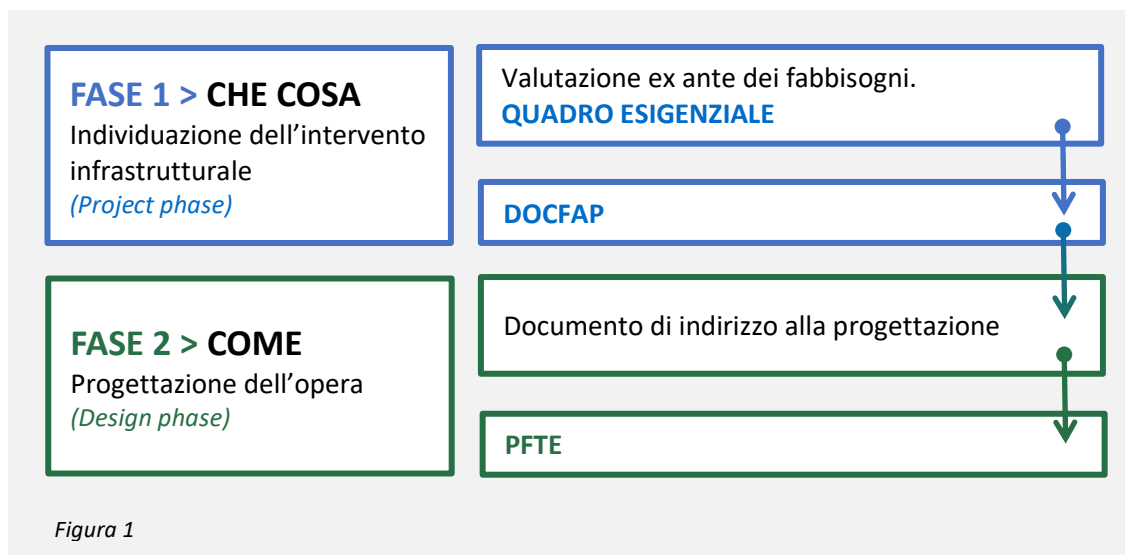 FASE 1 > CHE COSA
Individuazione dell’intervento
infrastrutturale
(Project phase)
Valutazione ex ante dei fabbisogni.
QUADRO ESIGENZIALE
DOCFAP
FASE 2 > COME
Progettazione dell’opera
(Design phase)
Documento di indirizzo alla progettazione
PFTE
Figura 1